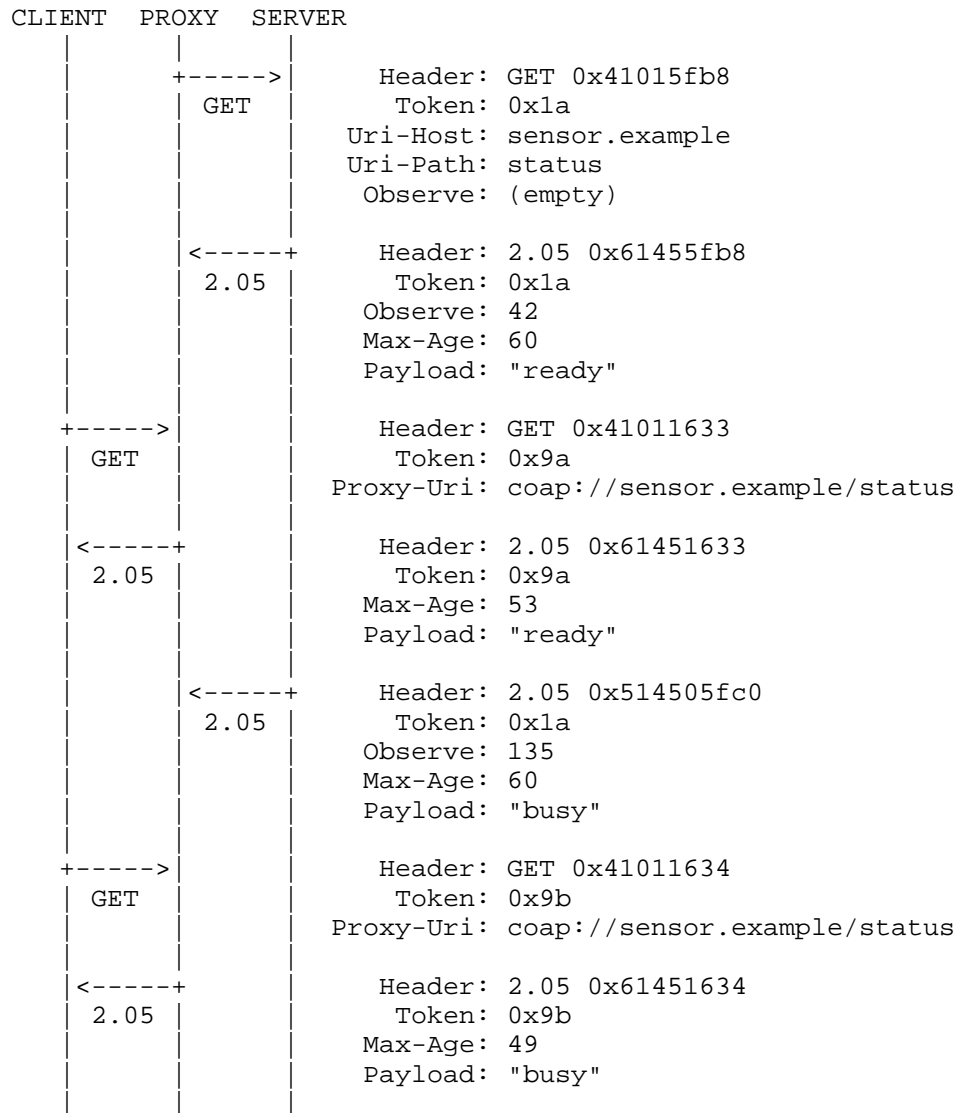 CLIENT PROXY SERVER
+-----> Header: GET 0x41015fb8
GET Token: 0x1a
Uri-Host: sensor.example
Uri-Path: status
Observe: (empty)
<-----+ Header: 2.05 0x61455fb8
2.05 Token: 0x1a
Observe: 42
Max-Age: 60
Payload: "ready"
+-----> Header: GET 0x41011633
GET Token: 0x9a
Proxy-Uri: coap://sensor.example/status
<-----+ Header: 2.05 0x61451633
2.05 Token: 0x9a
Max-Age: 53
Payload: "ready"
<-----+ Header: 2.05 0x514505fc0
2.05 Token: 0x1a
Observe: 135
Max-Age: 60
Payload: "busy"
+-----> Header: GET 0x41011634
GET Token: 0x9b
Proxy-Uri: coap://sensor.example/status
<-----+ Header: 2.05 0x61451634
2.05 Token: 0x9b
Max-Age: 49
Payload: "busy"